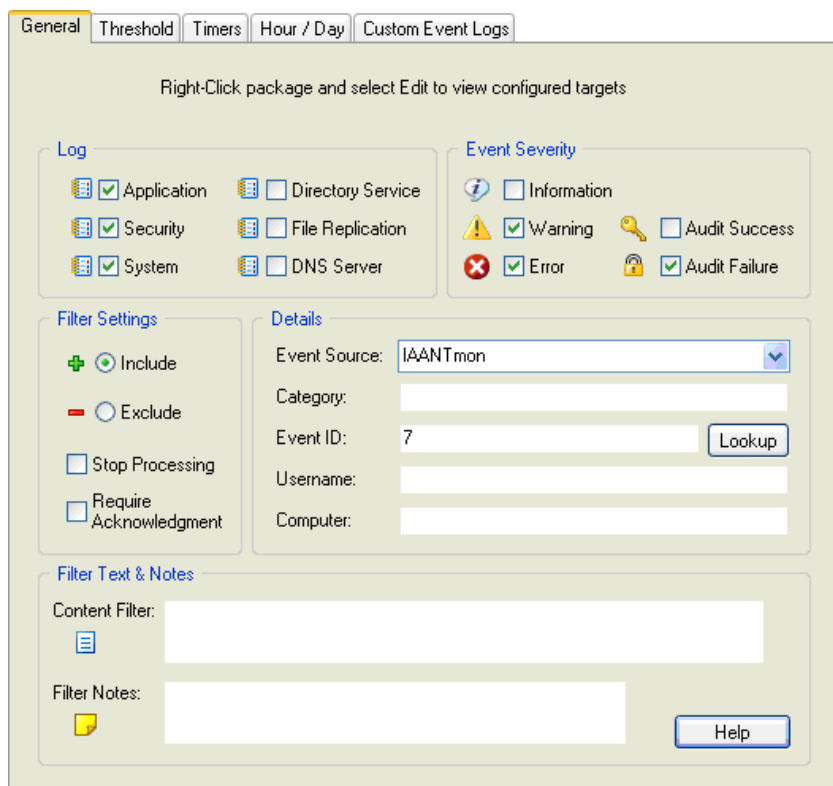 General Threshold Timers Hour / Day Custom Event Logs
Right-Click package and select Edit to view configured targets
Log
Application Directory Service
Security File Replication
System DNS Server
Event Severity
Information
Warning Audit Success
Error Audit Failure
Filter Settings
Include
Exclude
Stop Processing
Require
Acknowledgment
Details
Event Source: IAANTmon
Category:
Event ID: 7 Lookup
Username:
Computer:
Filter Text & Notes
Content Filter:
Filter Notes:
Help